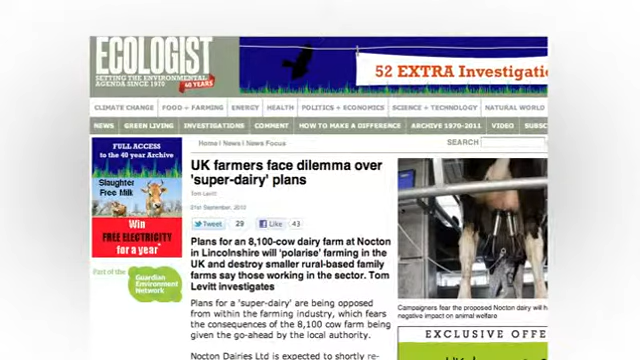 ECOLOGIST
SETTING THE ENVIRONMENTAL
AGENDA SINCE 1970
40 YEARS
52 EXTRA Investigatio
CLIMATE CHANGE FOOD + FARMING ENERGY HEALTH POLITICS + ECONOMICS SCIENCE + TECHNOLOGY NATURAL WORLD
NEWS GREEN LIVING INVESTIGATIONS COMMENT HOW TO MAKE A DIFFERENCE ARCHIVE 1970-2011 VIDEO SUBSC
FULL ACCESS
to the 40 year Archive
Slaughter
Free Milk
Win
FREE ELECTRICITY
for a year*
Part of the
Guardian
Environment
Network
Home \ News \ News Focus
SEARCH
UK farmers face dilemma over
'super-dairy' plans
Tom Levitt
21st September, 2010
Tweet 29 Like 43
Plans for an 8,100-cow dairy farm at Nocton
in Lincolnshire will 'polarise' farming in the
UK and destroy smaller rural-based family
farms say those working in the sector. Tom
Levitt investigates
Plans for a 'super-dairy' are being opposed
from within the farming industry, which fears
the consequences of the 8,100 cow farm being
given the go-ahead by the local authority.
Nocton Dairies Ltd is expected to shortly re-
Campaigners fear the proposed Nocton dairy will h
negative impact on animal welfare
EXCLUSIVE OFFE